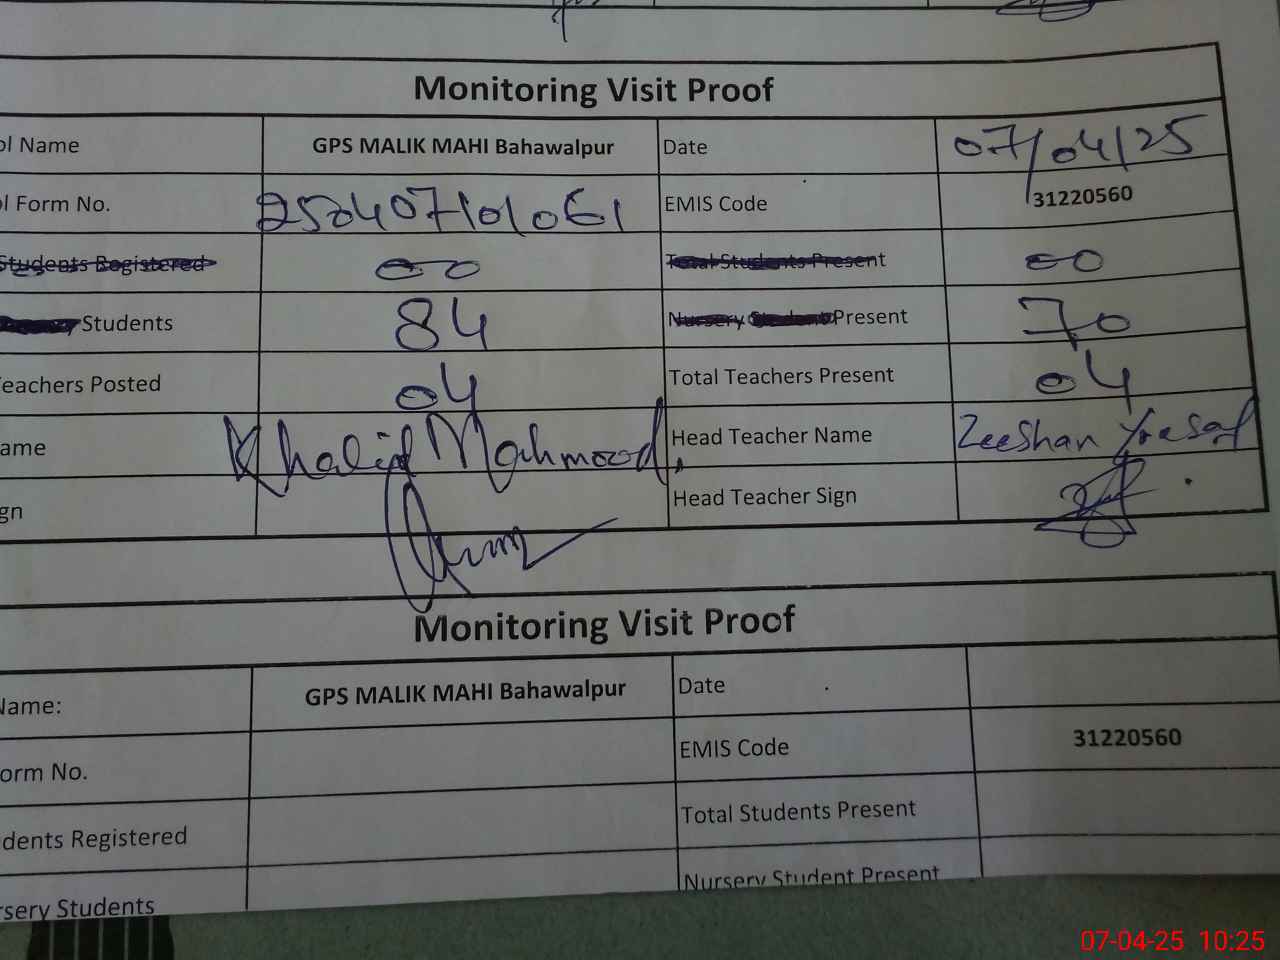 Monitoring Visit Proof
ol Name GPS MALIK MAHI Bahawalpur Date 07/04/25
l Form No. 250407101061 EMIS Code 31220560
Students Registered 00 Total Students Present 00
Students 84 Nursery Student Present 70
Teachers Posted 04 Total Teachers Present 04
ame Khalid Mahmood Head Teacher Name Zeeshan
gn Head Teacher Sign
Monitoring Visit Proof
Name: GPS MALIK MAHI Bahawalpur Date
orm No. EMIS Code 31220560
dents Registered Total Students Present
rsery Students Nursery Student Present
07-04-25 10:25